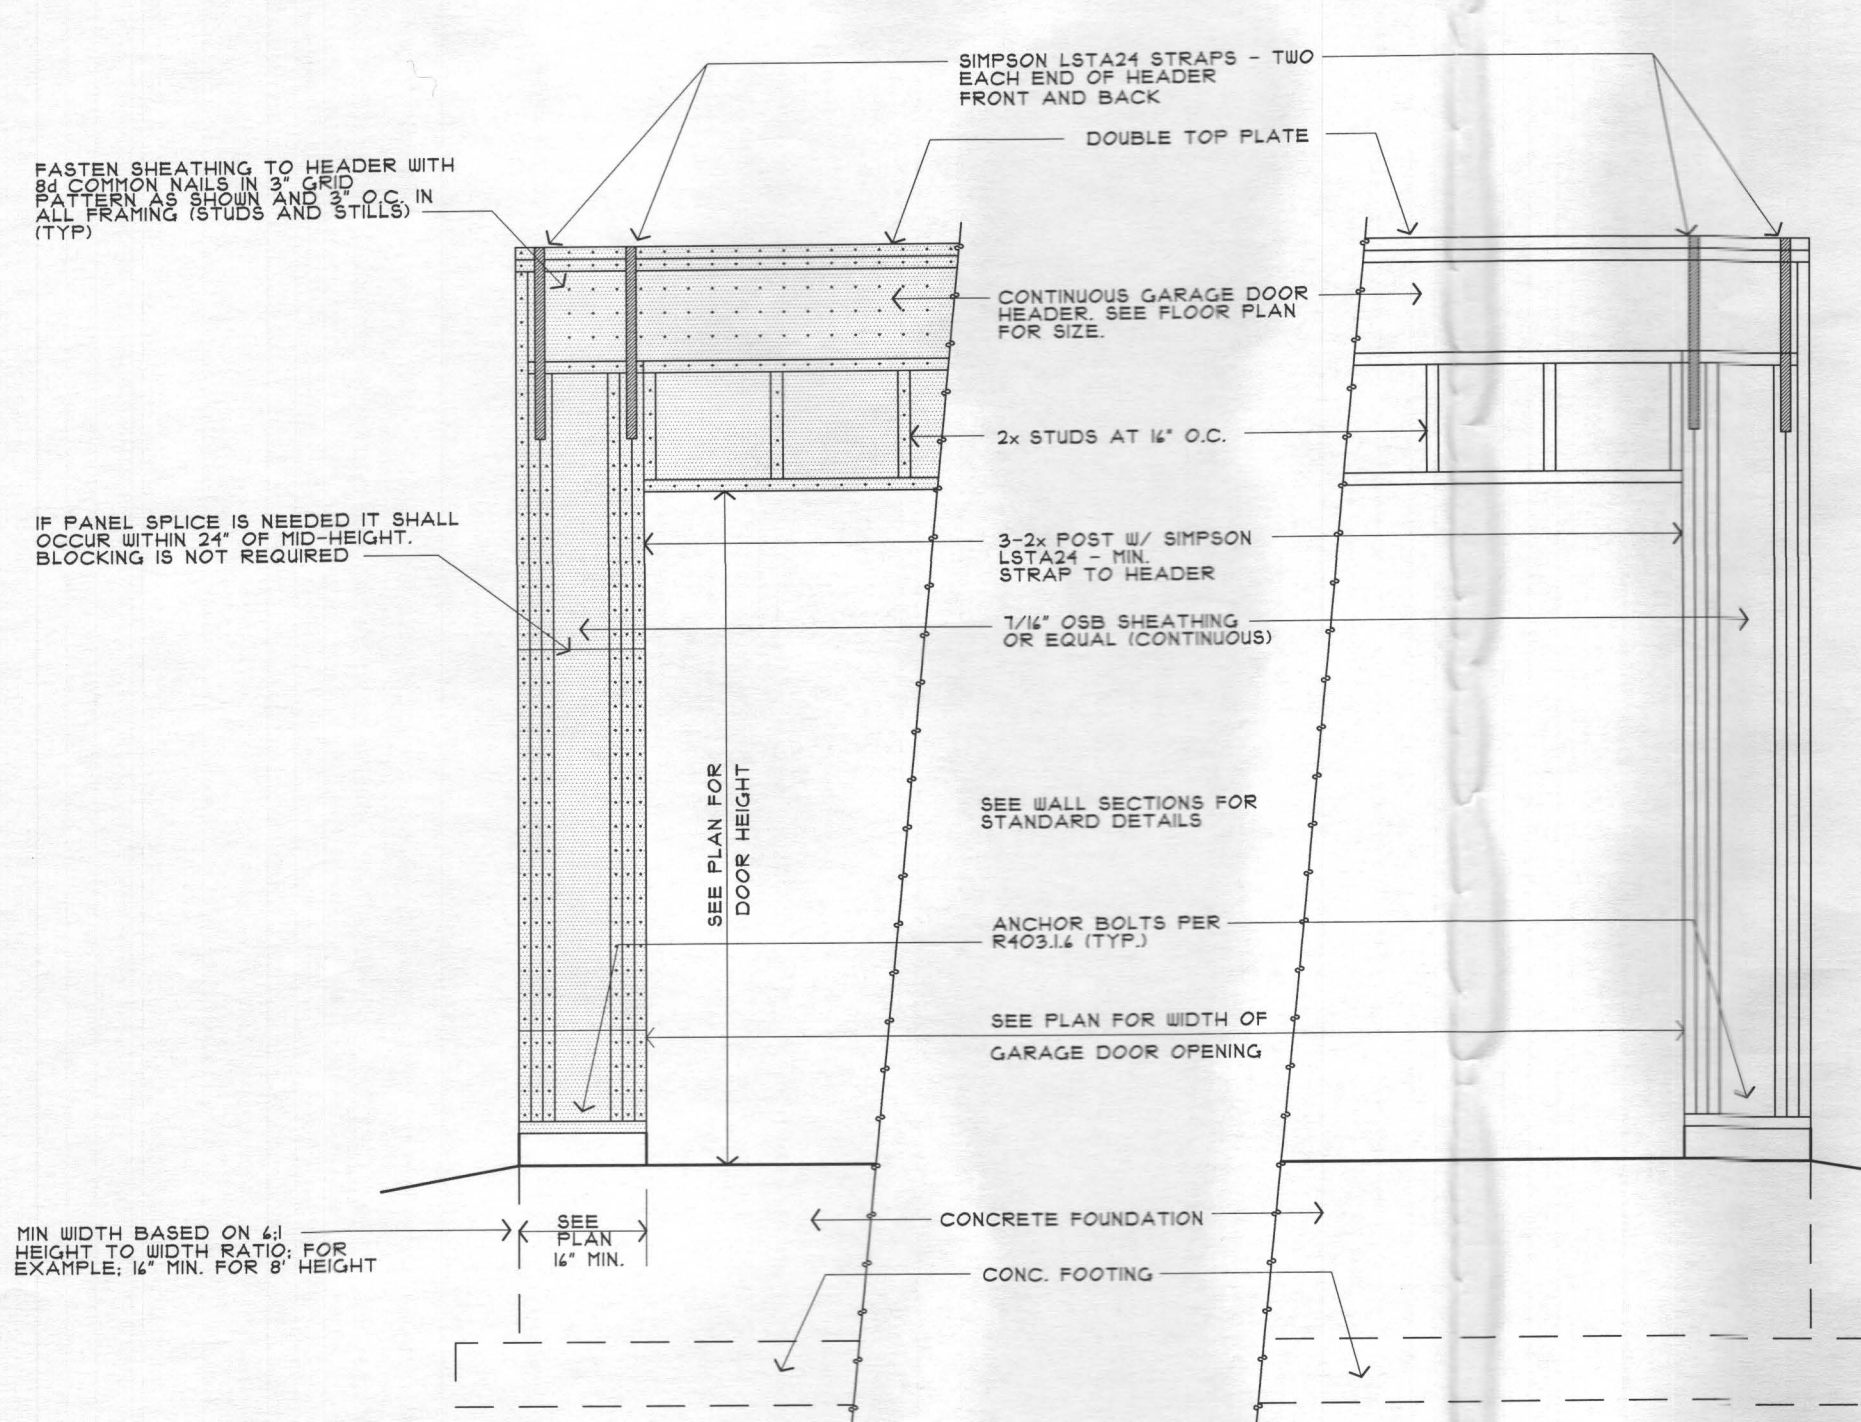 SIMPSON LSTA24 STRAPS - TWO
EACH END OF HEADER
FRONT AND BACK
DOUBLE TOP PLATE
FASTEN SHEATHING TO HEADER WITH
8d COMMON NAILS IN 3" GRID
PATTERN AS SHOWN AND 3" O.C. IN
ALL FRAMING (STUDS AND STILLS)
(TYP)
CONTINUOUS GARAGE DOOR
HEADER. SEE FLOOR PLAN
FOR SIZE.
2x STUDS AT 16" O.C.
IF PANEL SPLICE IS NEEDED IT SHALL
OCCUR WITHIN 24" OF MID-HEIGHT.
BLOCKING IS NOT REQUIRED
3-2x POST W/ SIMPSON
LSTA24 - MIN.
STRAP TO HEADER
7/16" OSB SHEATHING
OR EQUAL (CONTINUOUS)
SEE PLAN FOR
DOOR HEIGHT
SEE WALL SECTIONS FOR
STANDARD DETAILS
ANCHOR BOLTS PER
R403.1.6 (TYP.)
SEE PLAN FOR WIDTH OF
GARAGE DOOR OPENING
MIN WIDTH BASED ON 6:1
HEIGHT TO WIDTH RATIO: FOR
EXAMPLE: 16" MIN. FOR 8' HEIGHT
SEE
PLAN
16" MIN.
CONCRETE FOUNDATION
CONC. FOOTING